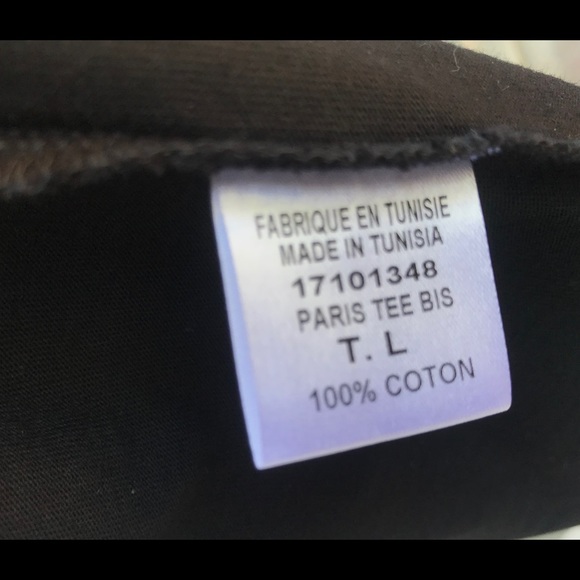 FABRIQUE EN TUNISIE
MADE IN TUNISIA
17101348
PARIS TEE BIS
T. L
100% COTON